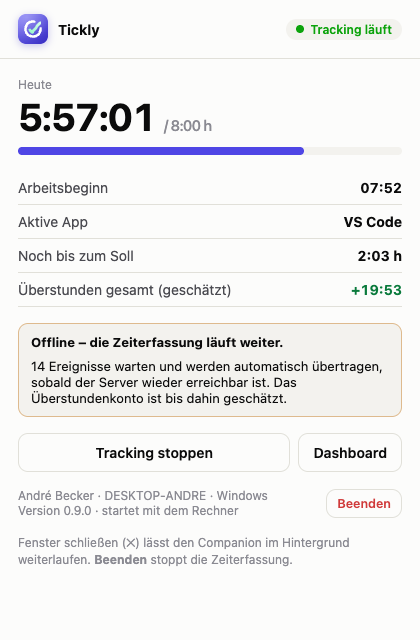 Tickly
Tracking läuft
Heute
5:57:01 / 8:00 h
Arbeitsbeginn 07:52
Aktive App VS Code
Noch bis zum Soll 2:03 h
Überstunden gesamt (geschätzt) +19:53
Offline – die Zeiterfassung läuft weiter.
14 Ereignisse warten und werden automatisch übertragen,
sobald der Server wieder erreichbar ist. Das
Überstundenkonto ist bis dahin geschätzt.
Tracking stoppen
Dashboard
André Becker · DESKTOP-ANDRE · Windows
Version 0.9.0 · startet mit dem Rechner
Beenden
Fenster schließen (✕) lässt den Companion im Hintergrund
weiterlaufen. Beenden stoppt die Zeiterfassung.